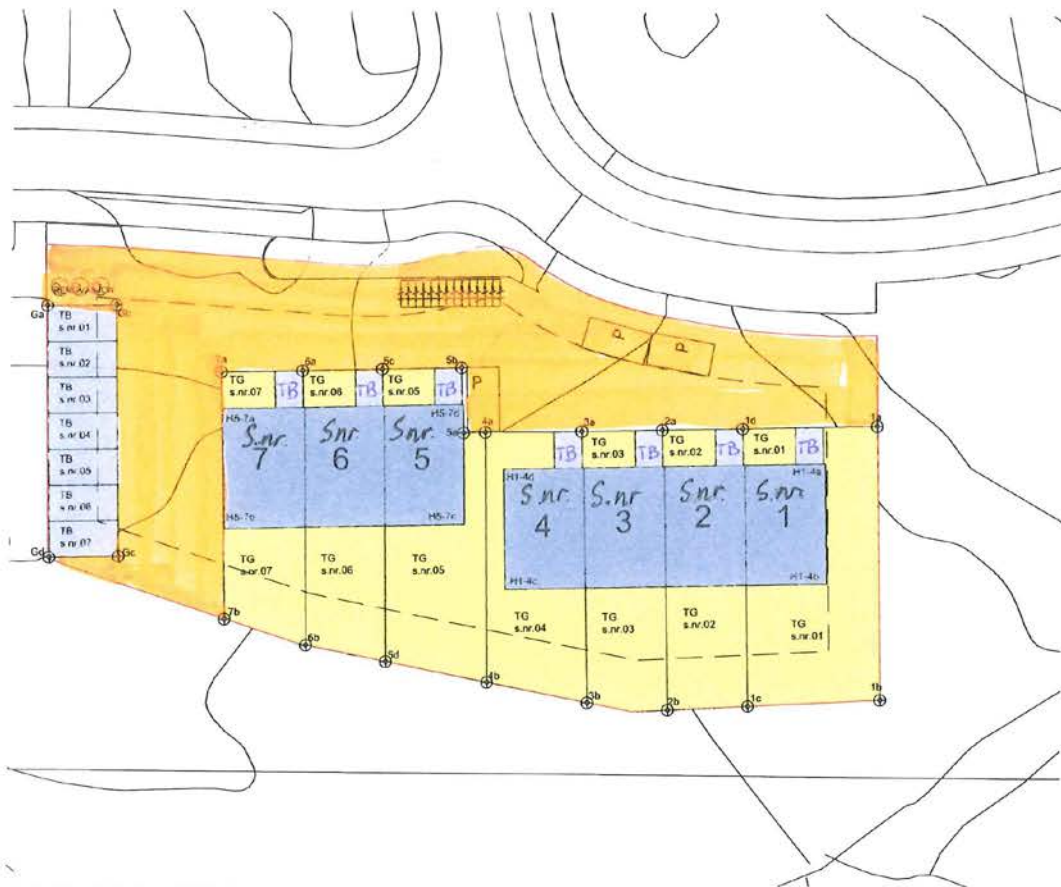 Ga
TB
s.nr.01
TB
s.nr.02
TB
s.nr.03
TB
s.nr.04
TB
s.nr.05
TB
s.nr.06
TB
s.nr.07
Gd
Gc
P
P
P
7a
6a
5c
5b
TG
s.nr.07
TB
TG
s.nr.06
TB
TG
s.nr.05
TB
H5-7a
H5-7d
S.nr.
7
Snr
6
Snr.
5
H5-7b
H5-7c
5a
4a
3a
2a
1d
1a
TB
TG
s.nr.03
TB
TG
s.nr.02
TB
TG
s.nr.01
TB
H1-4d
H1-4a
S.nr.
4
S.nr.
3
S.nr
2
S.nr
1
H1-4c
H1-4b
TG
s.nr.07
TG
s.nr.06
TG
s.nr.05
TG
s.nr.04
TG
s.nr.03
TG
s.nr.02
TG
s.nr.01
7b
6b
5d
4b
3b
2b
1c
1b